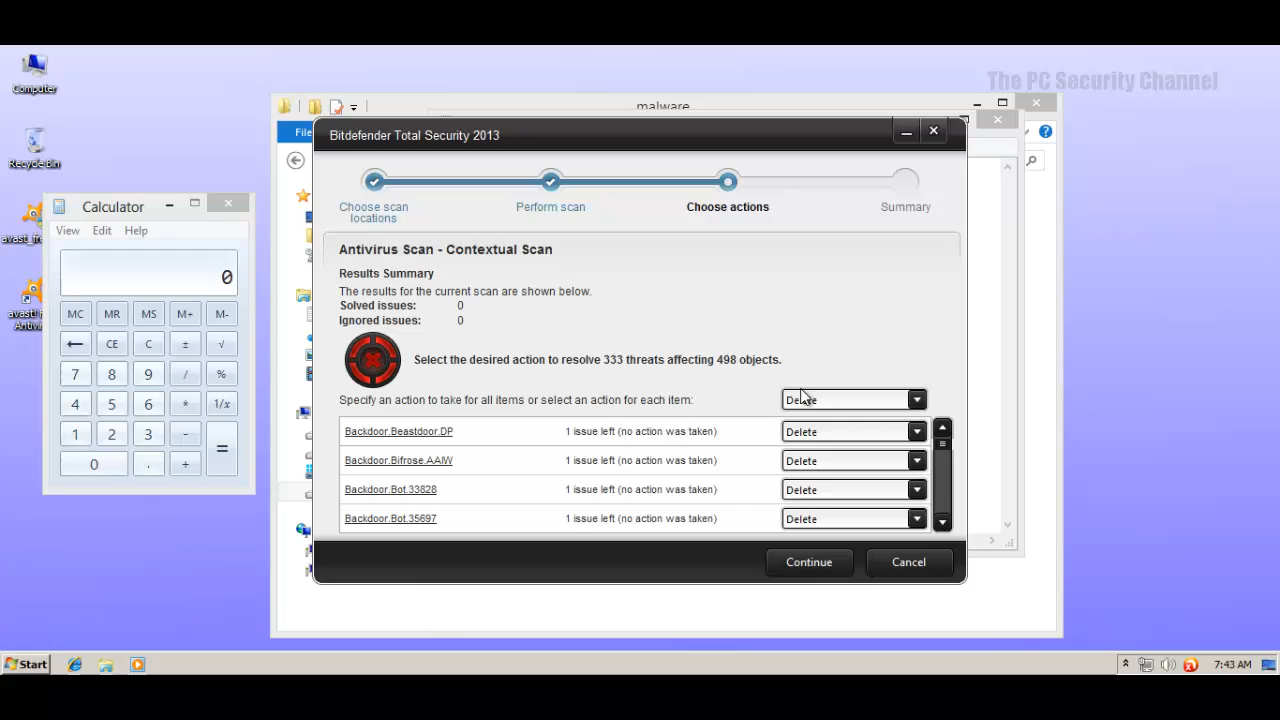 The PC Security Channel
Computer
Recycle Bin
malware
File
Calculator
View Edit Help
0
MC MR MS M+ M-
← CE C ± √
7 8 9 / %
4 5 6 * 1/x
1 2 3 - =
0 . +
Bitdefender Total Security 2013
Choose scan locations
Perform scan
Choose actions
Summary
Antivirus Scan - Contextual Scan
Results Summary
The results for the current scan are shown below.
Solved issues: 0
Ignored issues: 0
Select the desired action to resolve 333 threats affecting 498 objects.
Specify an action to take for all items or select an action for each item: Delete
Backdoor.Beastdoor.DP 1 issue left (no action was taken) Delete
Backdoor.Bifrose.AAIW 1 issue left (no action was taken) Delete
Backdoor.Bot.33828 1 issue left (no action was taken) Delete
Backdoor.Bot.35697 1 issue left (no action was taken) Delete
Continue Cancel
Start
7:43 AM